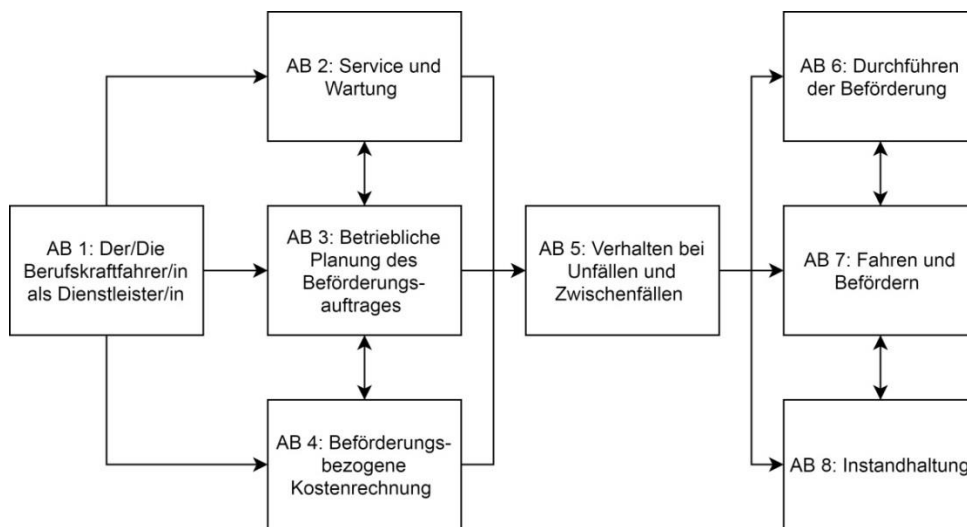 AB 1: Der/Die
Berufskraftfahrer/in
als Dienstleister/in
AB 2: Service und
Wartung
AB 3: Betriebliche
Planung des
Beförderungs-
auftrages
AB 4: Beförderungs-
bezogene
Kostenrechnung
AB 5: Verhalten bei
Unfällen und
Zwischenfällen
AB 6: Durchführen
der Beförderung
AB 7: Fahren und
Befördern
AB 8: Instandhaltung